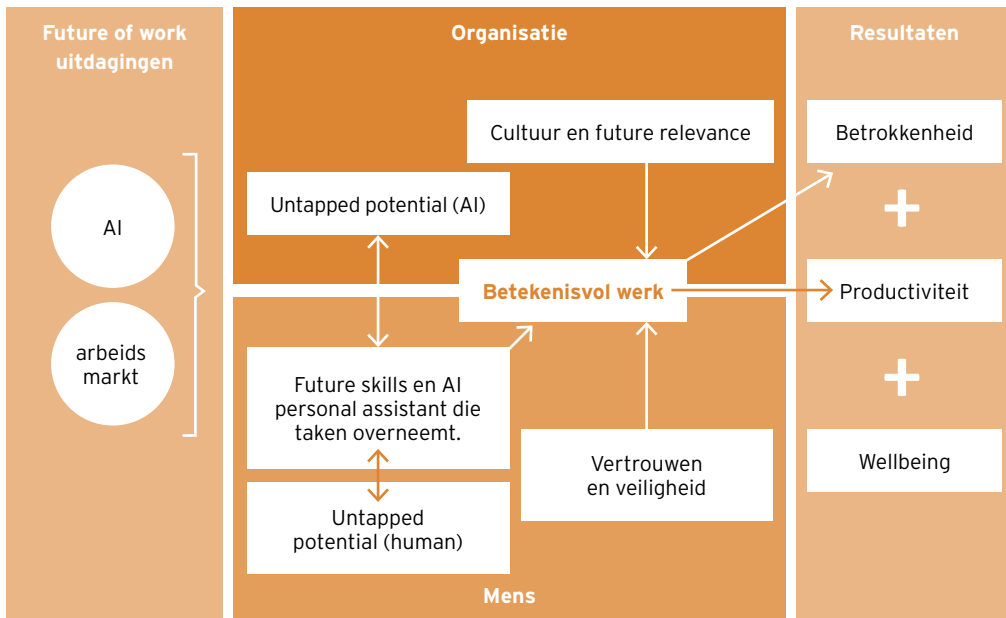 Future of work
uitdagingen
AI
arbeids
markt
Organisatie
Cultuur en future relevance
Untapped potential (AI)
Betekenisvol werk
Future skills en AI
personal assistant die
taken overneemt.
Vertrouwen
en veiligheid
Untapped
potential (human)
Mens
Resultaten
Betrokkenheid
+
Productiviteit
+
Wellbeing